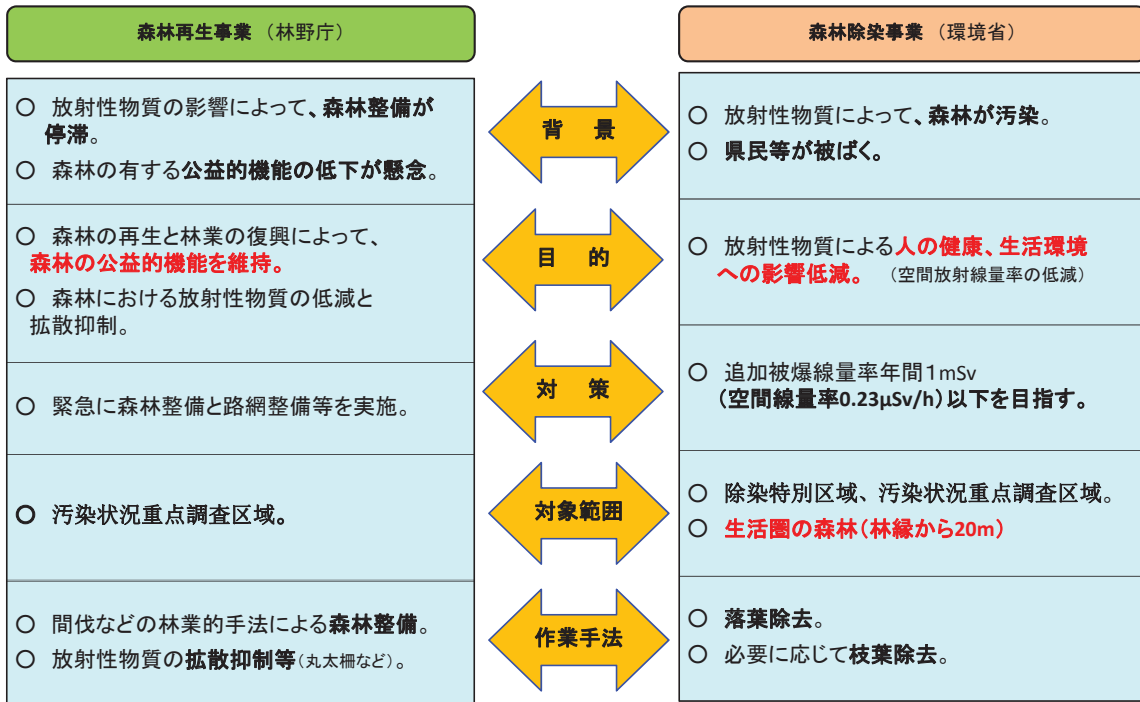 森林再生事業 (林野庁)
森林除染事業 (環境省)
○ 放射性物質の影響によって、森林整備が
停滞。
○ 森林の有する公益的機能の低下が懸念。
背 景
○ 放射性物質によって、森林が汚染。
○ 県民等が被ばく。
○ 森林の再生と林業の復興によって、
森林の公益的機能を維持。
○ 森林における放射性物質の低減と
拡散抑制。
目 的
○ 放射性物質による人の健康、生活環境
への影響低減。 (空間放射線量率の低減)
○ 緊急に森林整備と路網整備等を実施。
対 策
○ 追加被爆線量率年間1mSv
(空間線量率0.23μSv/h)以下を目指す。
○ 汚染状況重点調査区域。
対象範囲
○ 除染特別区域、汚染状況重点調査区域。
○ 生活圏の森林(林縁から20m)
○ 間伐などの林業的手法による森林整備。
○ 放射性物質の拡散抑制等(丸太柵など)。
作業手法
○ 落葉除去。
○ 必要に応じて枝葉除去。